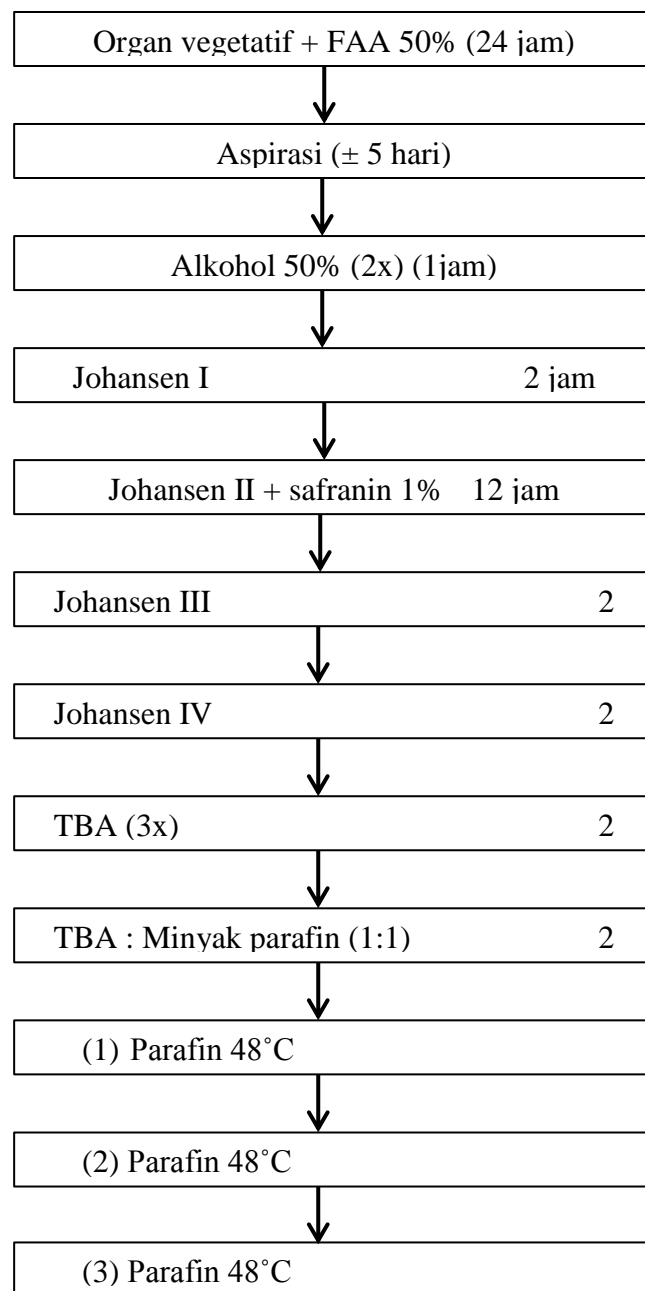 Organ vegetatif + FAA 50% (24 jam)
Aspirasi (± 5 hari)
Alkohol 50% (2x) (1jam)
Johansen I 2 jam
Johansen II + safranin 1% 12 jam
Johansen III 2
Johansen IV 2
TBA (3x) 2
TBA : Minyak parafin (1:1) 2
(1) Parafin 48˚C
(2) Parafin 48˚C
(3) Parafin 48˚C